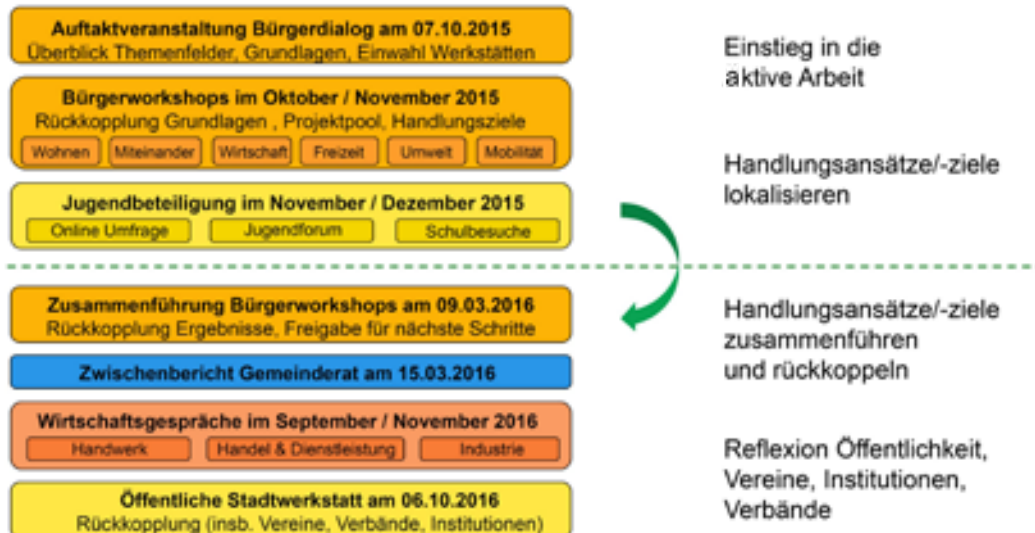 Auftaktveranstaltung Bürgerdialog am 07.10.2015
Überblick Themenfelder, Grundlagen, Einwahl Werkstätten
Einstieg in die
aktive Arbeit
Bürgerworkshops im Oktober / November 2015
Rückkopplung Grundlagen , Projektpool, Handlungsziele
Wohnen
Miteinander
Wirtschaft
Freizeit
Umwelt
Mobilität
Handlungsansätze/-ziele
lokalisieren
Jugendbeteiligung im November / Dezember 2015
Online Umfrage
Jugendforum
Schulbesuche
Zusammenführung Bürgerworkshops am 09.03.2016
Rückkopplung Ergebnisse, Freigabe für nächste Schritte
Handlungsansätze/-ziele
zusammenführen
und rückkoppeln
Zwischenbericht Gemeinderat am 15.03.2016
Wirtschaftsgespräche im September / November 2016
Handwerk
Handel & Dienstleistung
Industrie
Reflexion Öffentlichkeit,
Vereine, Institutionen,
Verbände
Öffentliche Stadtwerkstatt am 06.10.2016
Rückkopplung (insb. Vereine, Verbände, Institutionen)